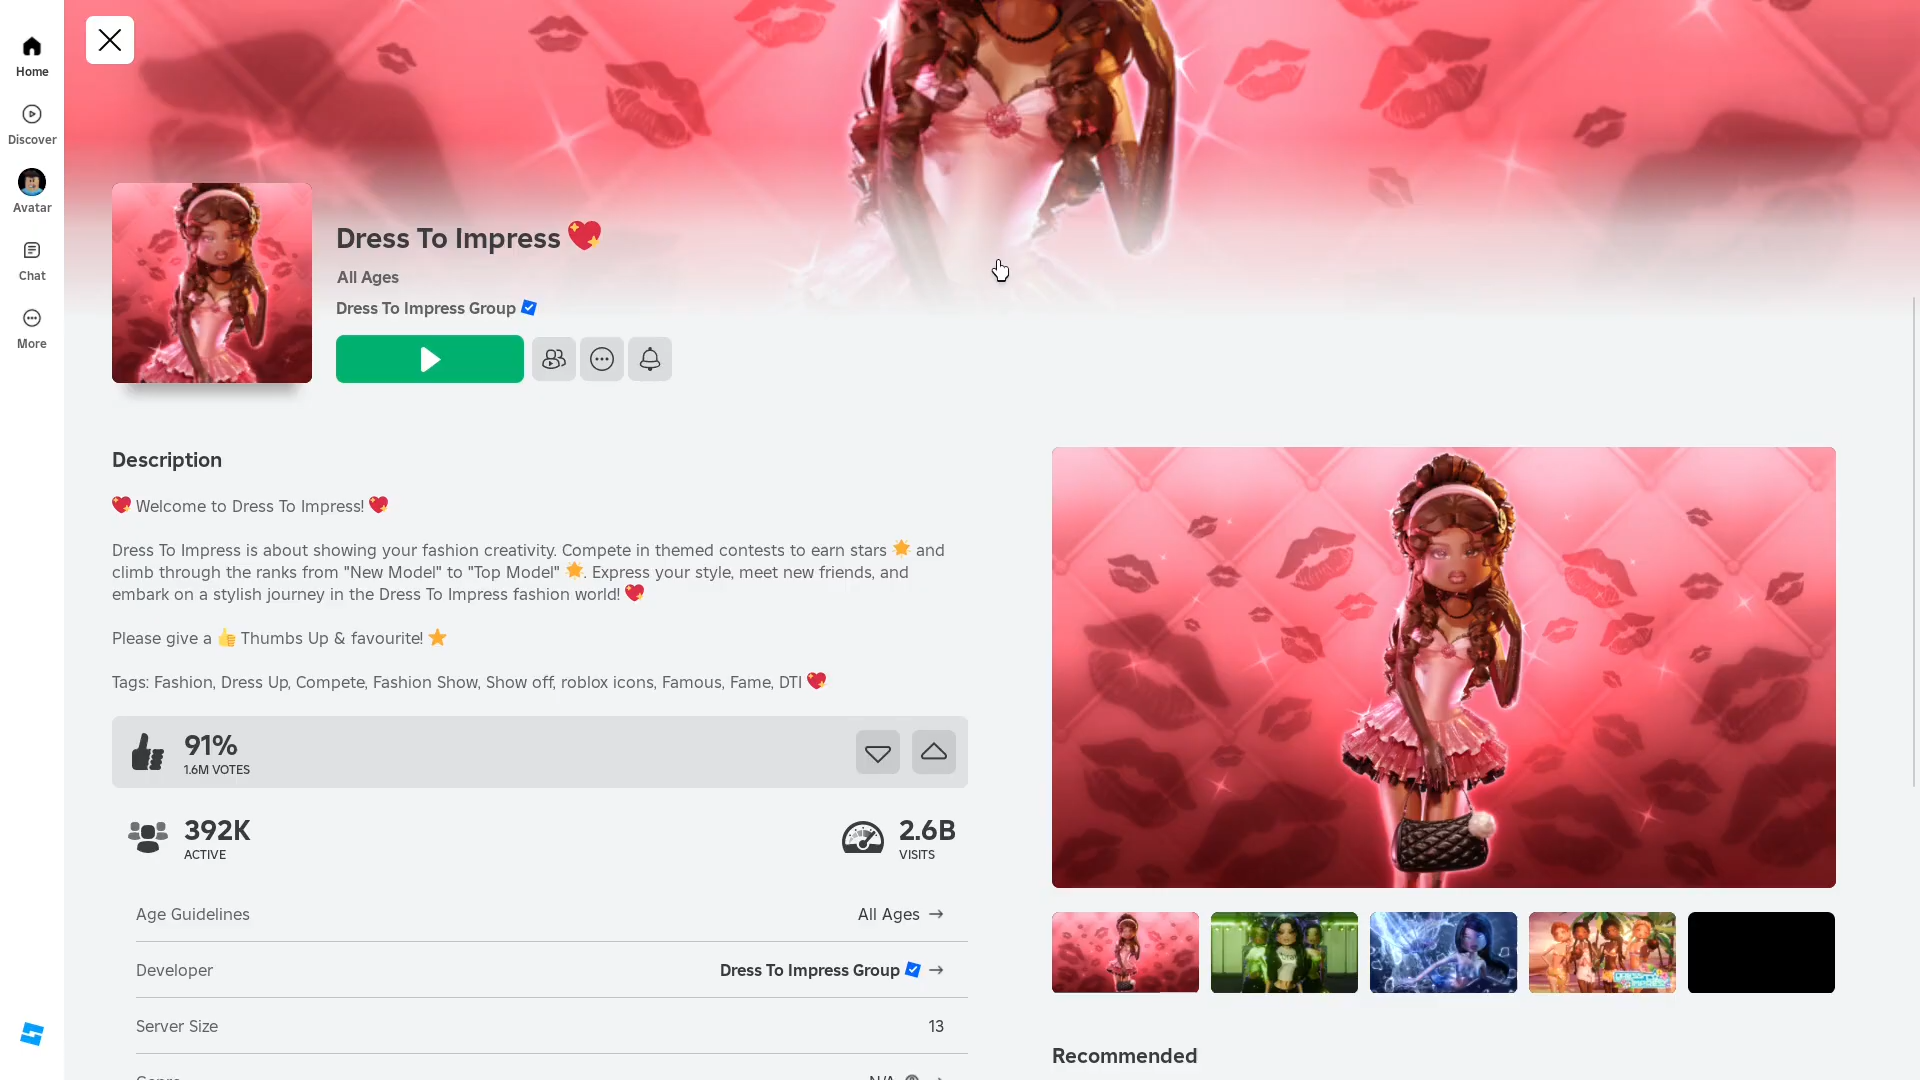 Home
Discover
Avatar
Chat
More
Dress To Impress 💖
All Ages
Dress To Impress Group
Description
💖 Welcome to Dress To Impress! 💖
Dress To Impress is about showing your fashion creativity. Compete in themed contests to earn stars 🌟 and
climb through the ranks from "New Model" to "Top Model" 🌟. Express your style, meet new friends, and
embark on a stylish journey in the Dress To Impress fashion world! 💖
Please give a 👍 Thumbs Up & favourite! ⭐
Tags: Fashion, Dress Up, Compete, Fashion Show, Show off, roblox icons, Famous, Fame, DTI 💖
91%
1.6M VOTES
392K
ACTIVE
2.6B
VISITS
Age Guidelines
All Ages →
Developer
Dress To Impress Group →
Server Size
13
Recommended